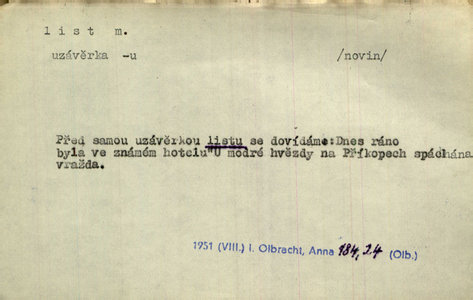 list m.
uzávěrka -u /novin/
Před samou uzávěrkou listu se dovídáme: Dnes ráno
byla ve známém hotelu "U modré hvězdy na Příkopech spáchána
vražda.
1951 (VIII.) I. Olbracht, Anna 184,24 (Olb.)